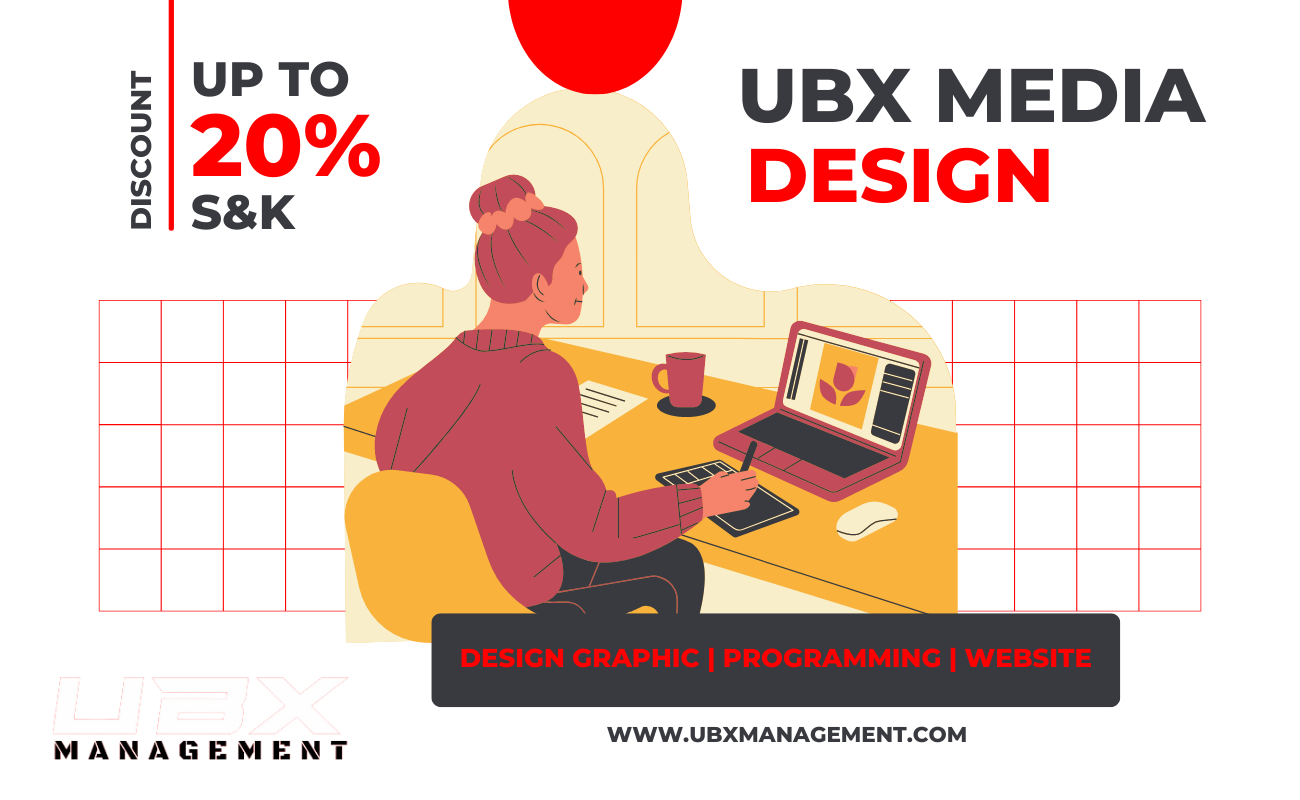 DISCOUNT
UP TO
20%
S&K
UBX MEDIA
DESIGN
DESIGN GRAPHIC | PROGRAMMING | WEBSITE
WWW.UBXMANAGEMENT.COM
UBX
MANAGEMENT